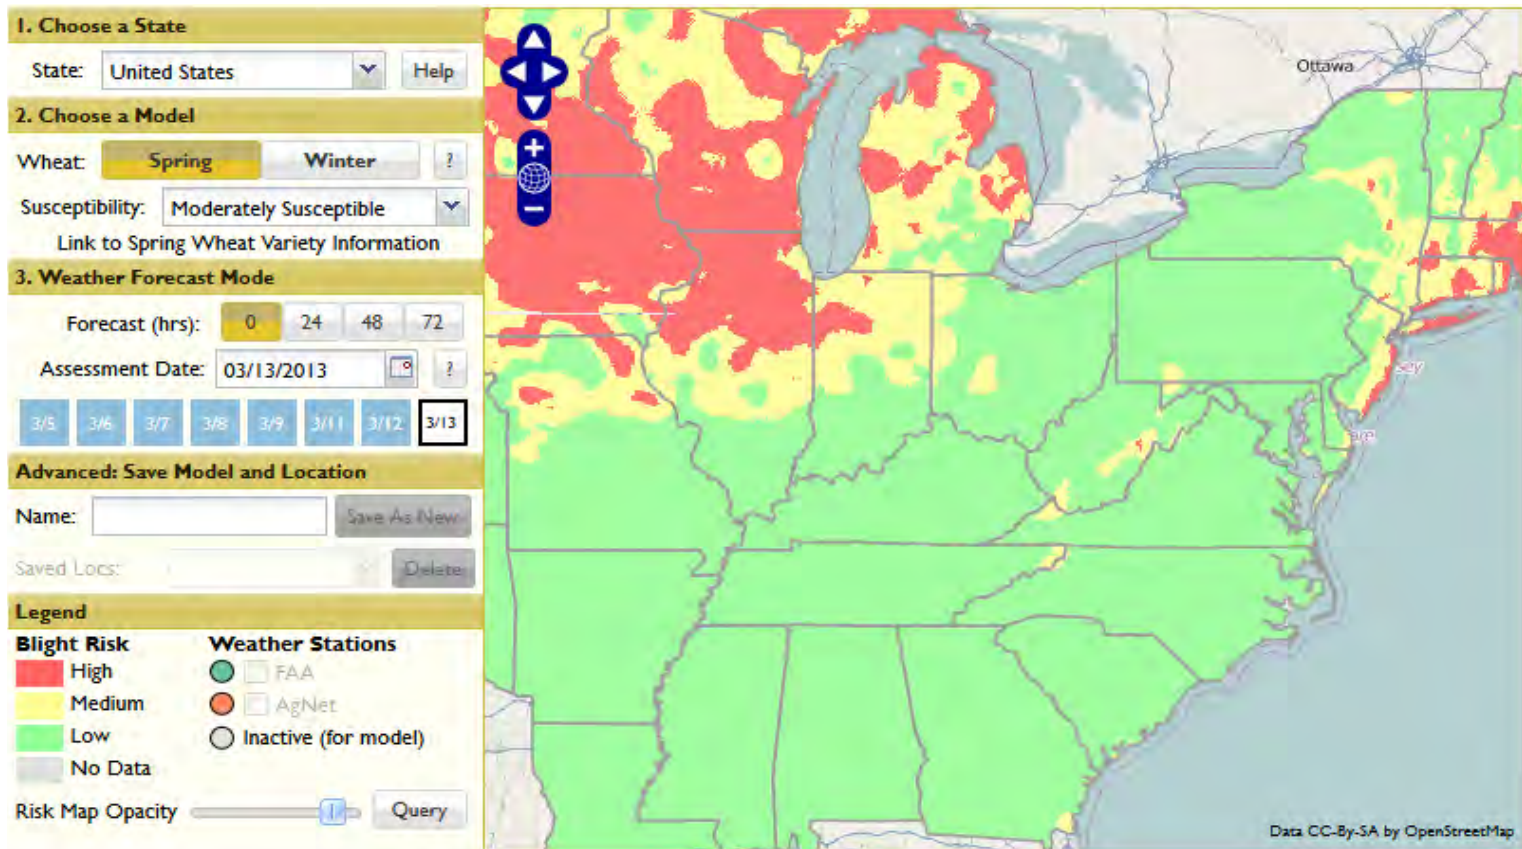 1. Choose a State
State: United States Help
2. Choose a Model
Wheat: Spring Winter ?
Susceptibility: Moderately Susceptible
Link to Spring Wheat Variety Information
3. Weather Forecast Mode
Forecast (hrs): 0 24 48 72
Assessment Date: 03/13/2013 ?
3/5 3/6 3/7 3/8 3/9 3/11 3/12 3/13
Advanced: Save Model and Location
Name: Save As New
Saved Locs: Delete
Legend
Blight Risk Weather Stations
High FAA
Medium AgNet
Low Inactive (for model)
No Data
Risk Map Opacity Query
+
−
Ottawa
sey
are
Data CC-By-SA by OpenStreetMap